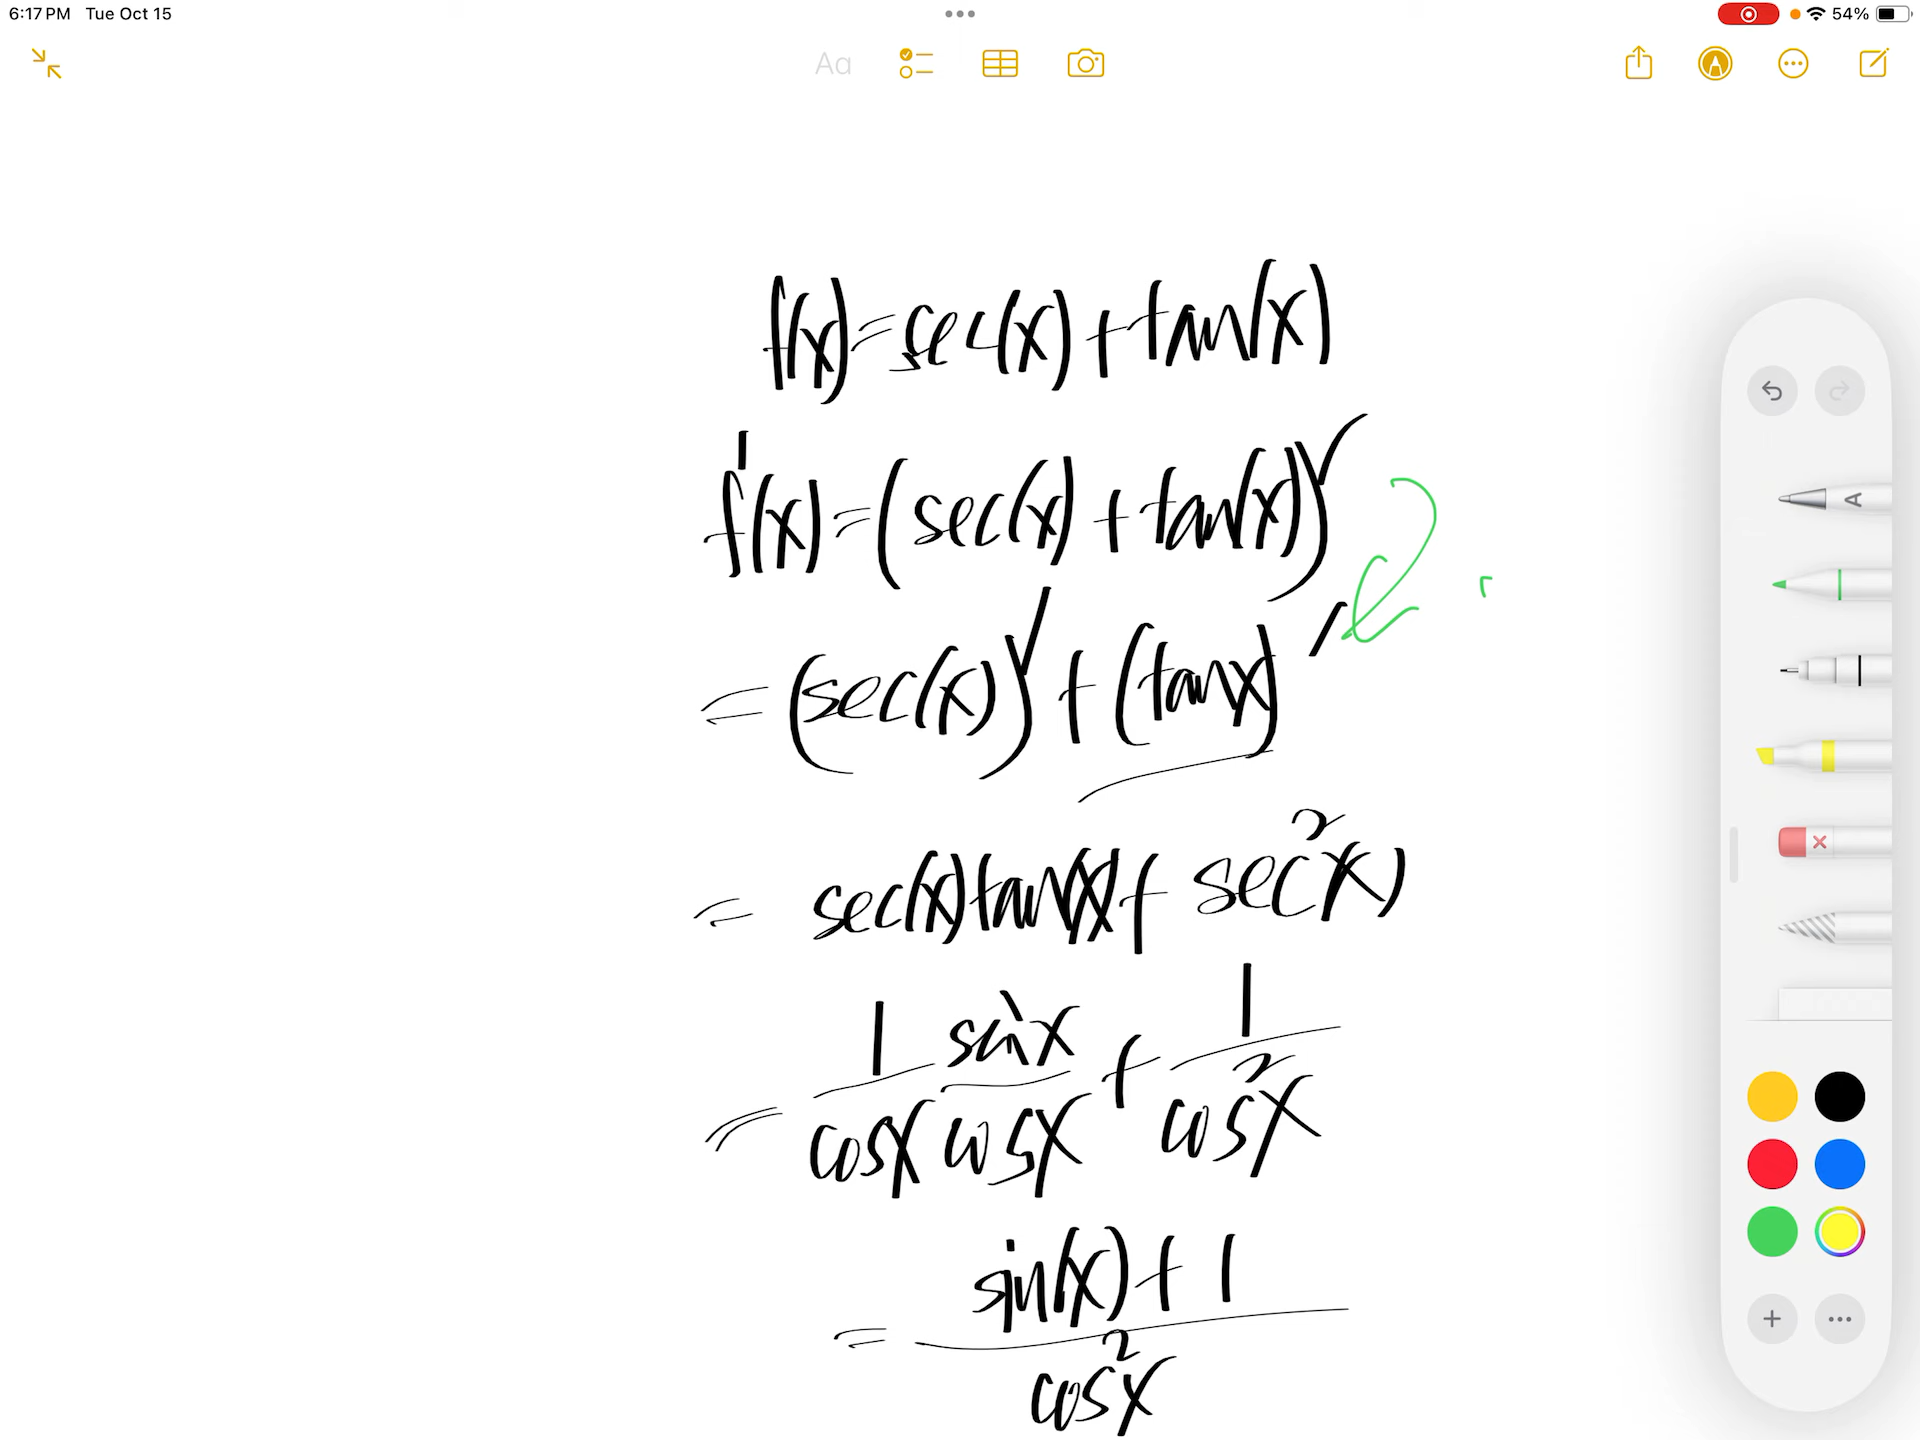 6:17 PM Tue Oct 15 54%
Aa
f(x)=sec(x)+tan(x)
f'(x)=(sec(x)+tan(x))'
=(sec(x))'+(tanx)'
= sec(x)tan(x)+sec²(x)
= 1/cosx sinx/cosx + 1/cos²x
= sin(x)+1/cos²x
A